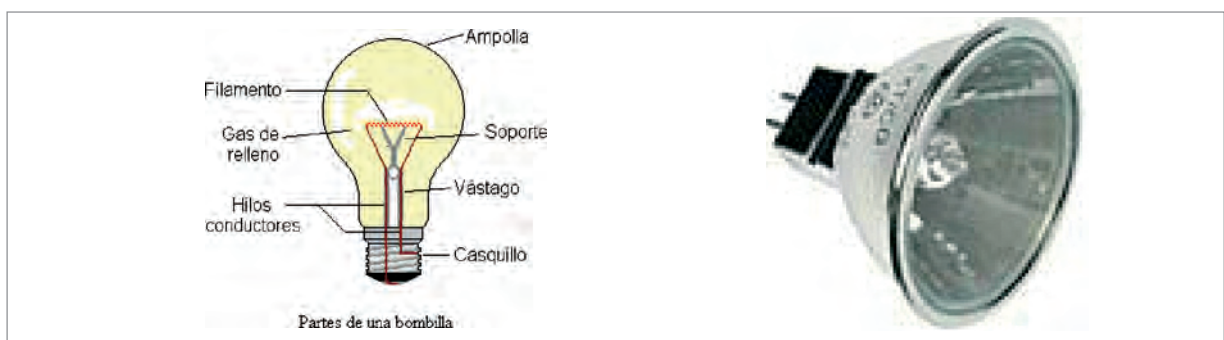 Ampolla
Filamento
Gas de
relleno
Soporte
Vástago
Hilos
conductores
Casquillo
Partes de una bombilla